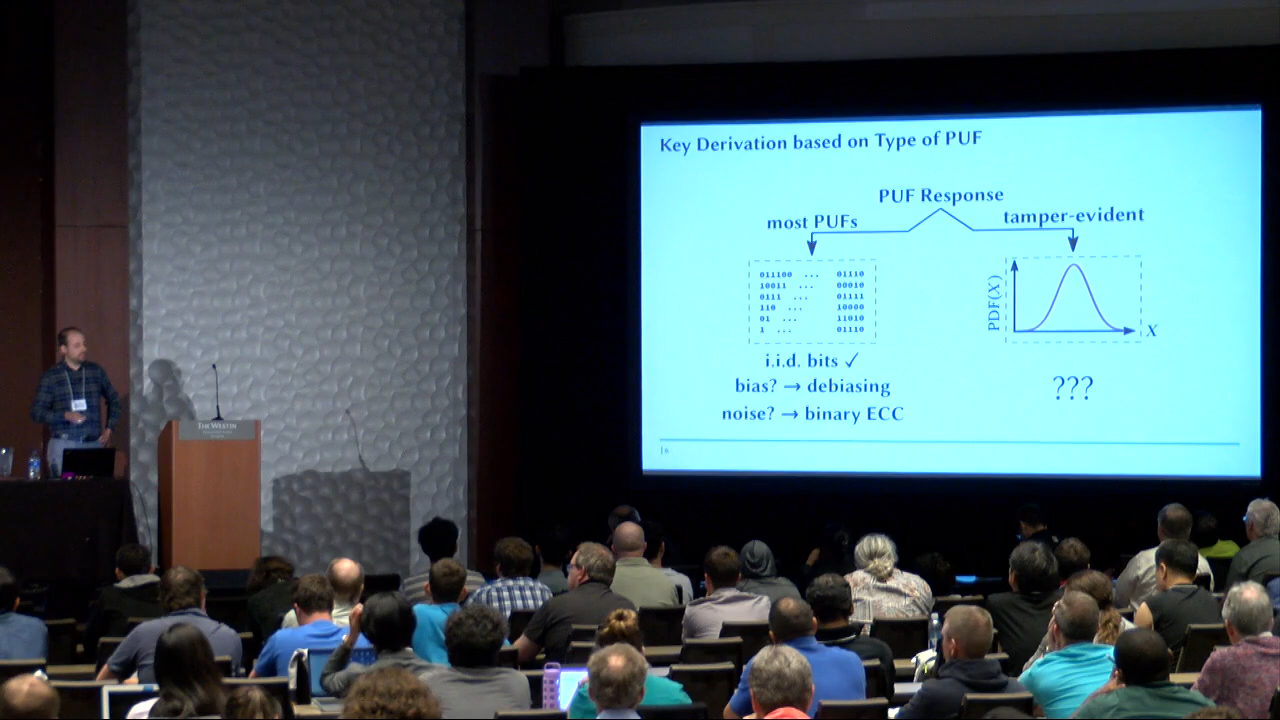 Key Derivation based on Type of PUF
PUF Response
most PUFs
tamper-evident
011100 ... 01110
10011 ... 00010
0111 ... 01111
110 ... 10000
01 ... 11010
1 ... 01110
PDF(X)
X
i.i.d. bits ✓
bias? → debiasing
noise? → binary ECC
???
THE WESTIN